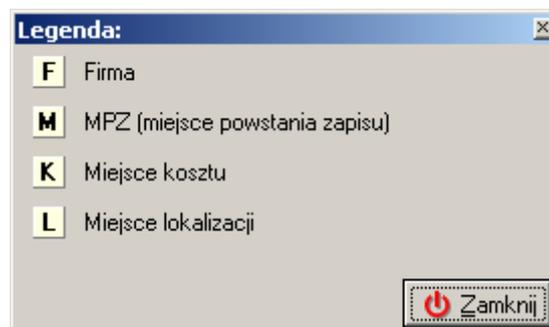 Legenda:
F Firma
M MPZ (miejsce powstania zapisu)
K Miejsce kosztu
L Miejsce lokalizacji
Zamknij